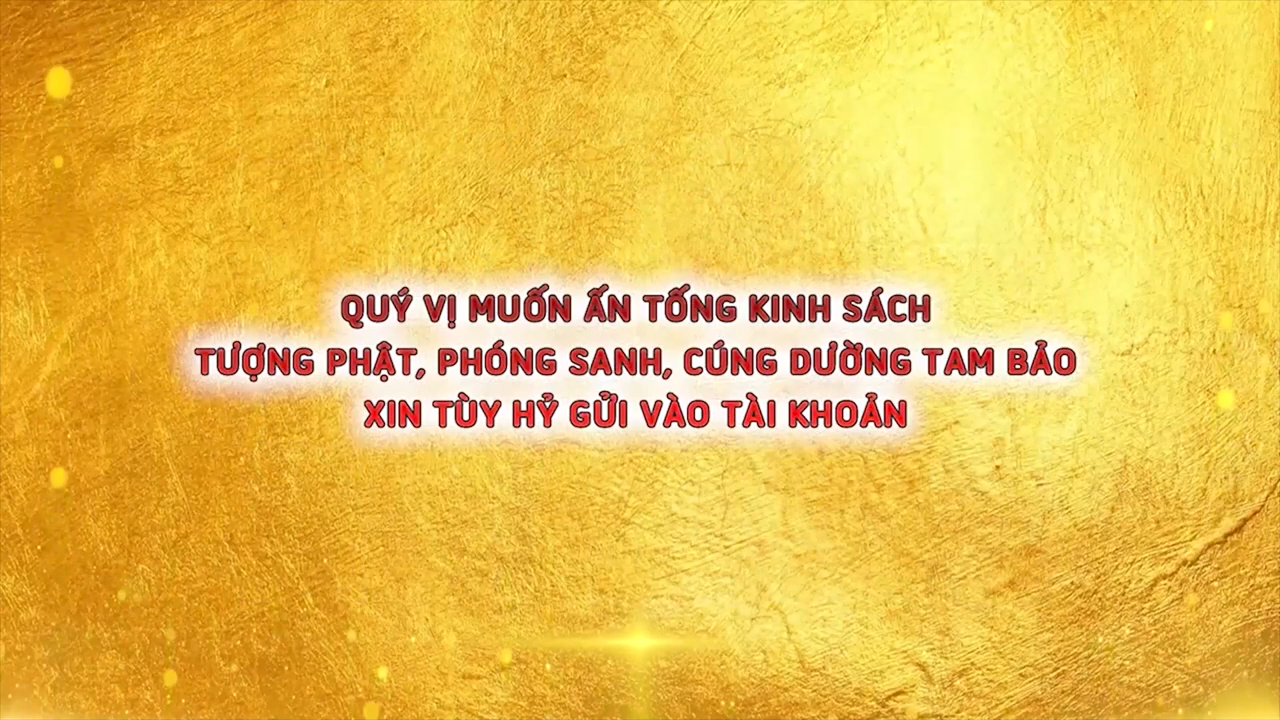 QUÝ VỊ MUỐN ẤN TỐNG KINH SÁCH
TƯỢNG PHẬT, PHÓNG SANH, CÚNG DƯỜNG TAM BẢO
XIN TÙY HỶ GỬI VÀO TÀI KHOẢN